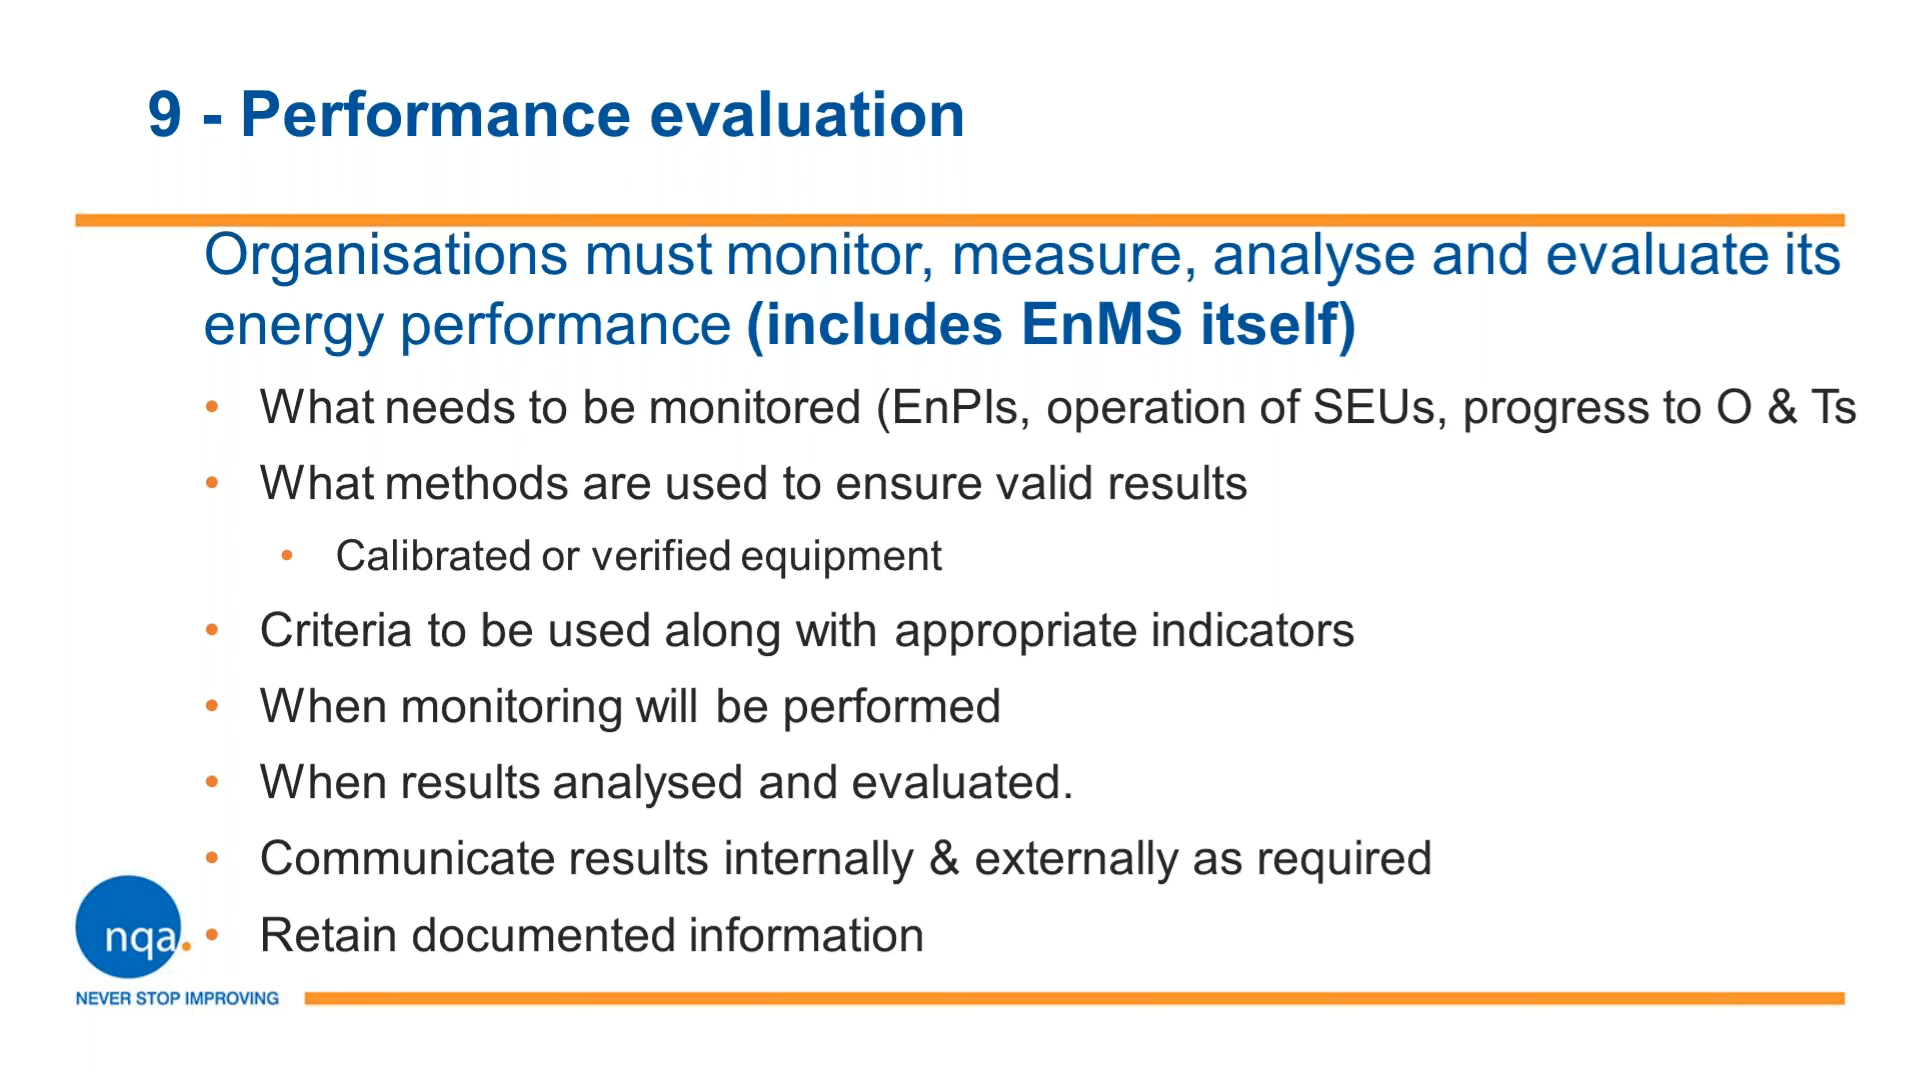 9 - Performance evaluation
Organisations must monitor, measure, analyse and evaluate its
energy performance (includes EnMS itself)
• What needs to be monitored (EnPIs, operation of SEUs, progress to O & Ts
• What methods are used to ensure valid results
• Calibrated or verified equipment
• Criteria to be used along with appropriate indicators
• When monitoring will be performed
• When results analysed and evaluated.
• Communicate results internally & externally as required
• Retain documented information
nqa.
NEVER STOP IMPROVING